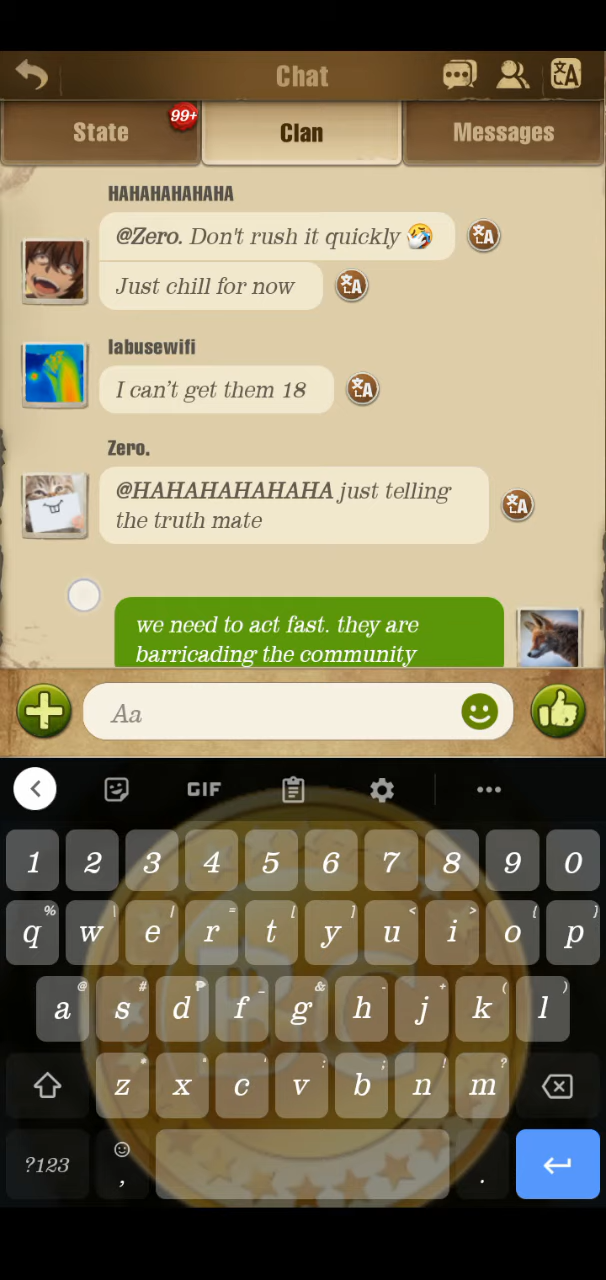 Chat
State
99+
Clan
Messages
HAHAHAHAHAHA
@Zero. Don't rush it quickly 🤣
Just chill for now
Iabusewifi
I can't get them 18
Zero.
@HAHAHAHAHAHA just telling
the truth mate
we need to act fast. they are
barricading the community
Aa
GIF
1 2 3 4 5 6 7 8 9 0
% \ | = [ ] < > { }
q w e r t y u i o p
@ # ₱ _ & - + ( )
a s d f g h j k l
* " ' : ; ! ?
z x c v b n m
?123 , .